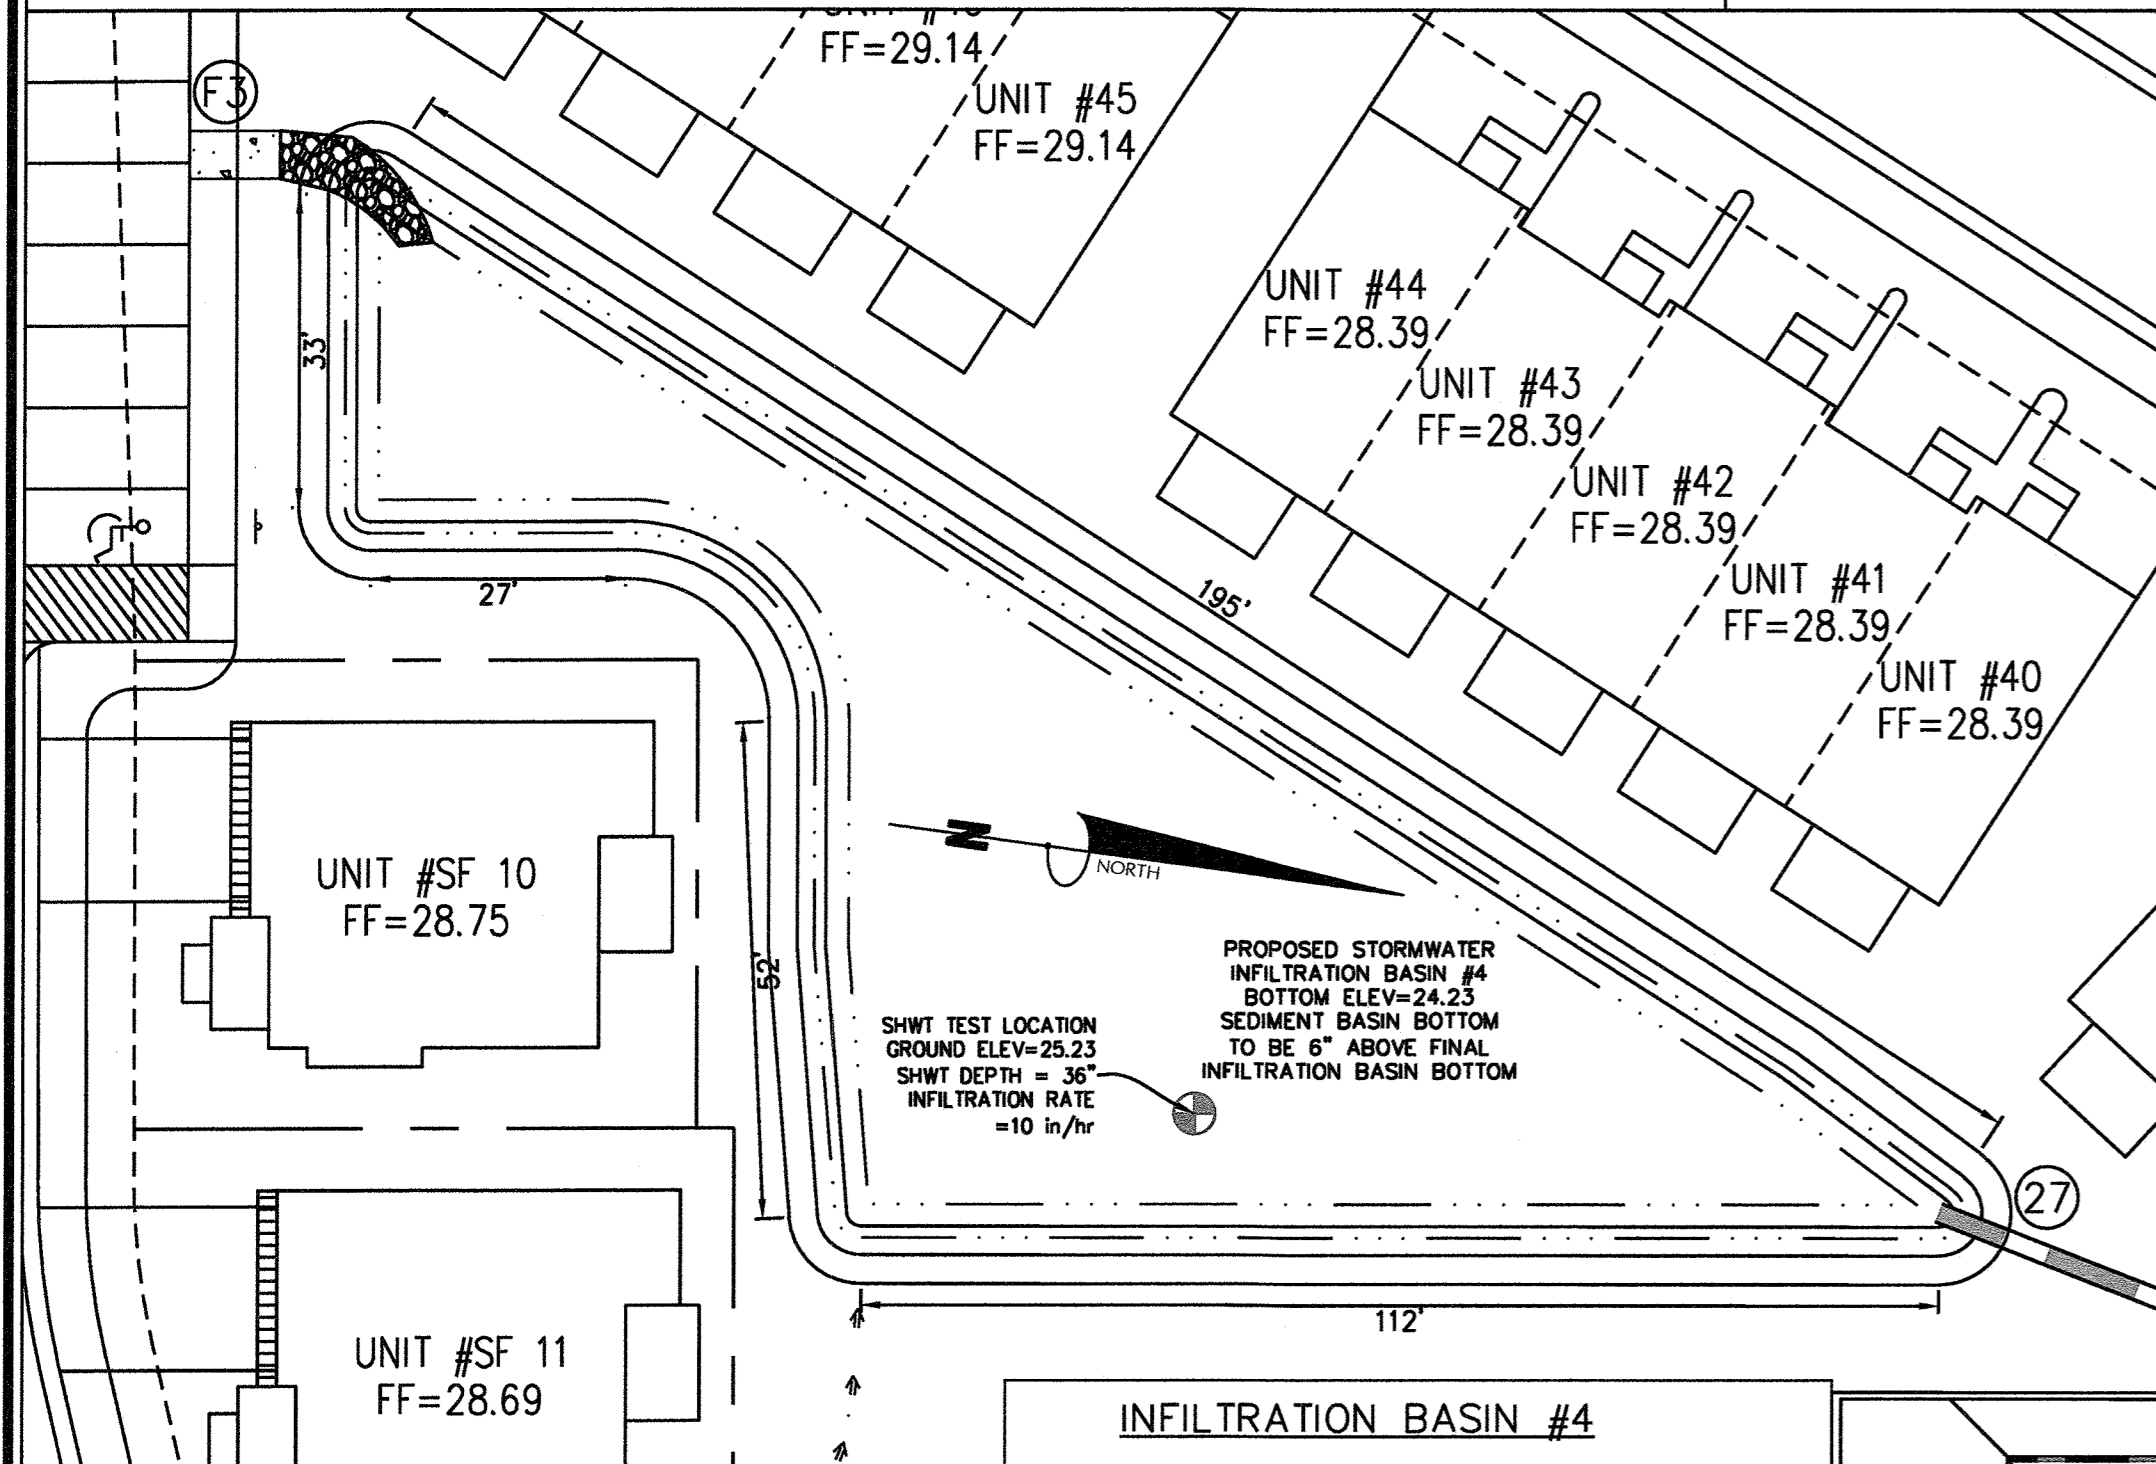 FF=29.14
UNIT #45
FF=29.14
F3
UNIT #44
FF=28.39
UNIT #43
FF=28.39
UNIT #42
FF=28.39
UNIT #41
FF=28.39
UNIT #40
FF=28.39
33'
27'
195'
52'
112'
N
NORTH
UNIT #SF 10
FF=28.75
PROPOSED STORMWATER
INFILTRATION BASIN #4
BOTTOM ELEV=24.23
SEDIMENT BASIN BOTTOM
TO BE 6" ABOVE FINAL
INFILTRATION BASIN BOTTOM
SHWT TEST LOCATION
GROUND ELEV=25.23
SHWT DEPTH = 36"
INFILTRATION RATE
=10 in/hr
27
UNIT #SF 11
FF=28.69
INFILTRATION BASIN #4